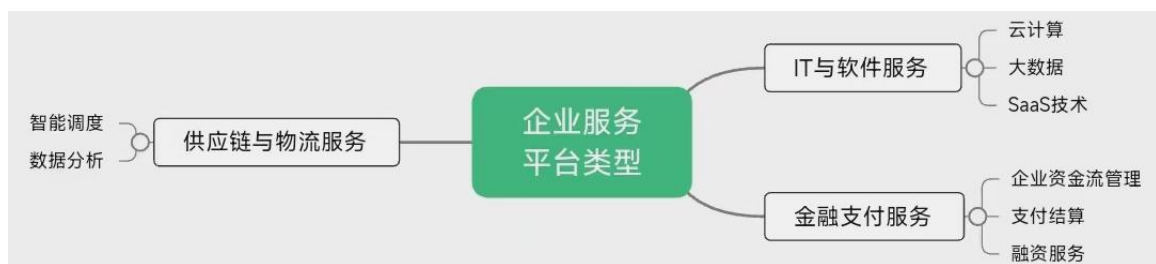 企业服务
平台类型
IT与软件服务
云计算
大数据
SaaS技术
金融支付服务
企业资金流管理
支付结算
融资服务
供应链与物流服务
智能调度
数据分析